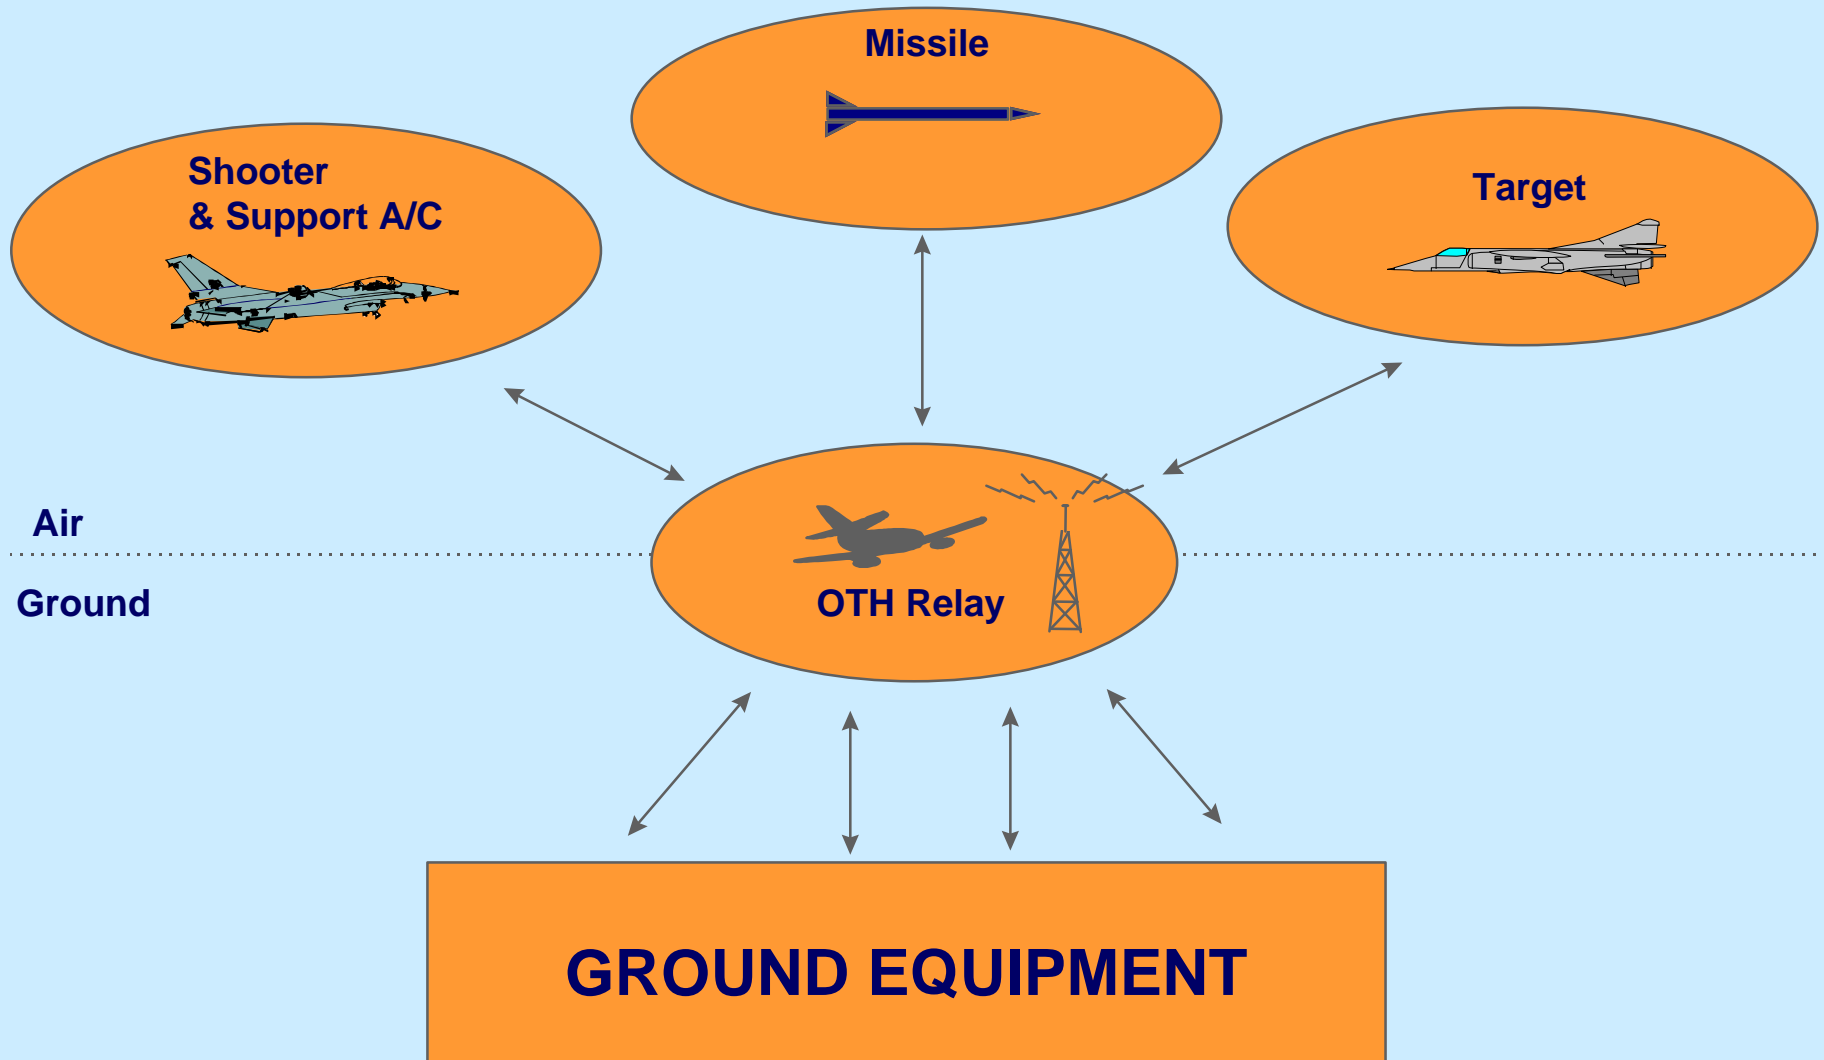 Missile
Shooter
& Support A/C
Target
Air
Ground
OTH Relay
GROUND EQUIPMENT